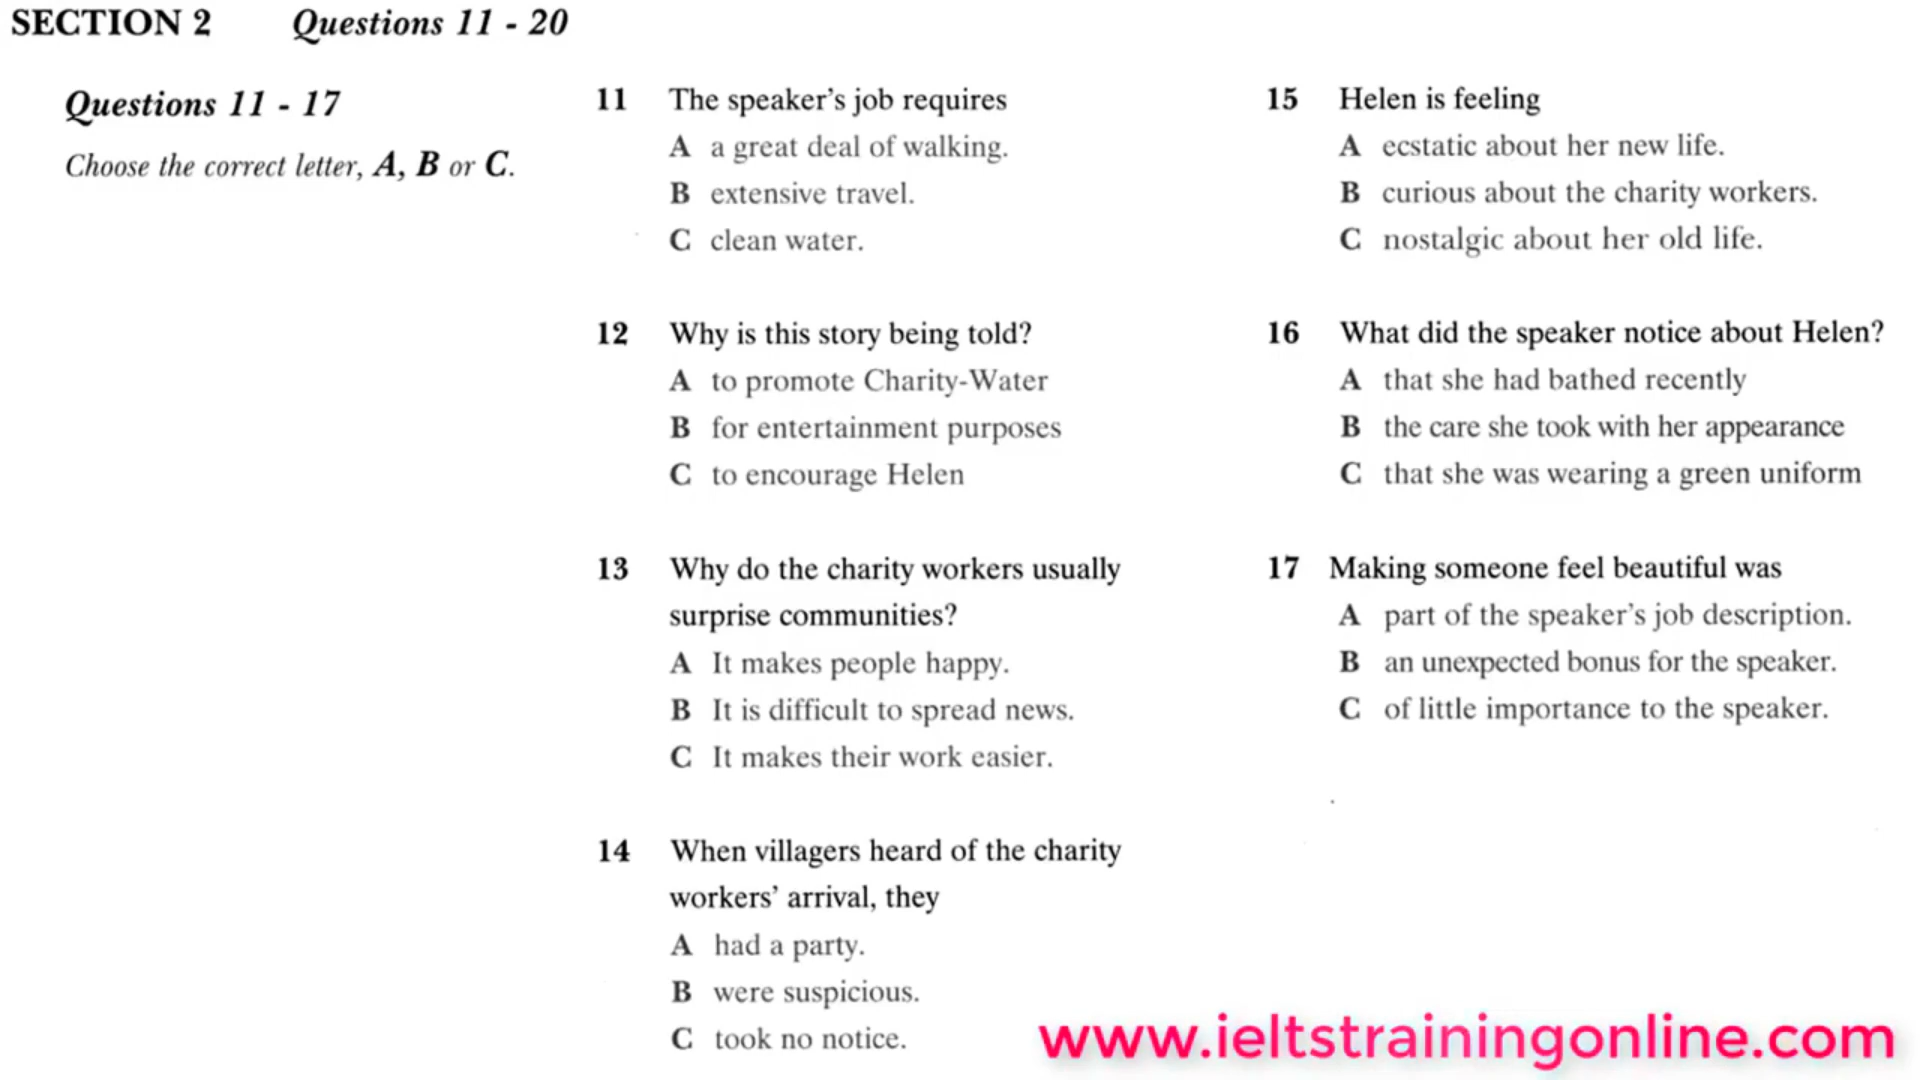 SECTION 2 Questions 11 - 20
Questions 11 - 17
Choose the correct letter, A, B or C.
11 The speaker's job requires
A a great deal of walking.
B extensive travel.
C clean water.
12 Why is this story being told?
A to promote Charity-Water
B for entertainment purposes
C to encourage Helen
13 Why do the charity workers usually
surprise communities?
A It makes people happy.
B It is difficult to spread news.
C It makes their work easier.
14 When villagers heard of the charity
workers' arrival, they
A had a party.
B were suspicious.
C took no notice.
15 Helen is feeling
A ecstatic about her new life.
B curious about the charity workers.
C nostalgic about her old life.
16 What did the speaker notice about Helen?
A that she had bathed recently
B the care she took with her appearance
C that she was wearing a green uniform
17 Making someone feel beautiful was
A part of the speaker's job description.
B an unexpected bonus for the speaker.
C of little importance to the speaker.
www.ieltstrainingonline.com